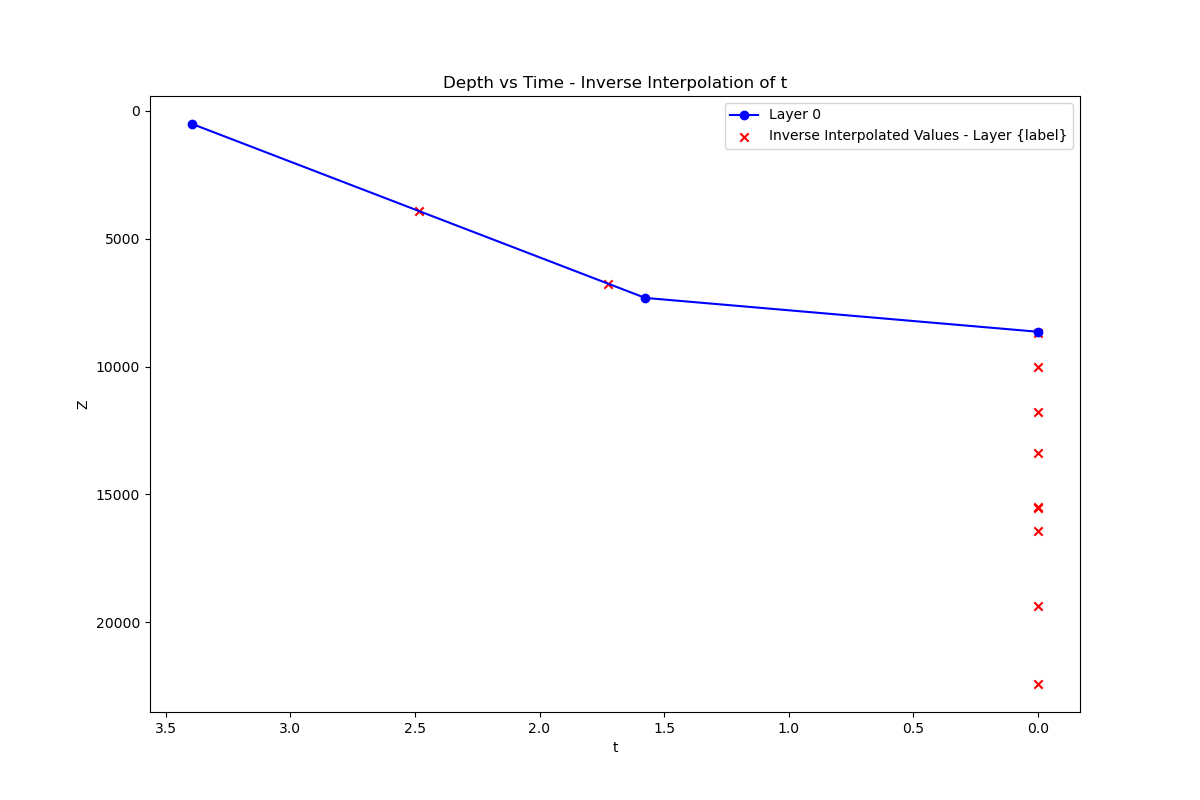 Depth vs Time - Inverse Interpolation of t
Layer 0
Inverse Interpolated Values - Layer {label}
0
5000
10000
15000
20000
Z
3.5 3.0 2.5 2.0 1.5 1.0 0.5 0.0
t